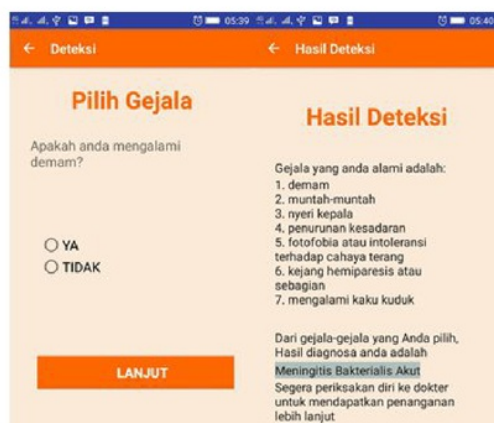 05:39
Deteksi
Pilih Gejala
Apakah anda mengalami
demam?
YA
TIDAK
LANJUT
05:40
Hasil Deteksi
Hasil Deteksi
Gejala yang anda alami adalah:
1. demam
2. muntah-muntah
3. nyeri kepala
4. penurunan kesadaran
5. fotofobia atau intoleransi
terhadap cahaya terang
6. kejang hemiparesis atau
sebagian
7. mengalami kaku kuduk
Dari gejala-gejala yang Anda pilih,
Hasil diagnosa anda adalah
Meningitis Bakterialis Akut
Segera periksakan diri ke dokter
untuk mendapatkan penanganan
lebih lanjut